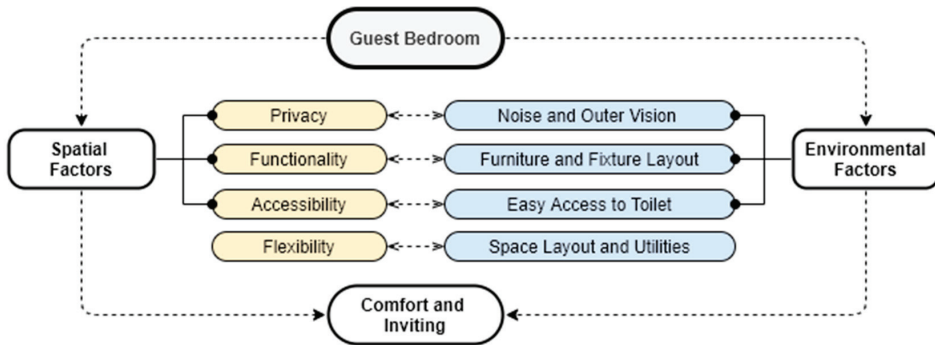 Guest Bedroom
Privacy
Noise and Outer Vision
Spatial
Factors
Functionality
Furniture and Fixture Layout
Environmental
Factors
Accessibility
Easy Access to Toilet
Flexibility
Space Layout and Utilities
Comfort and
Inviting